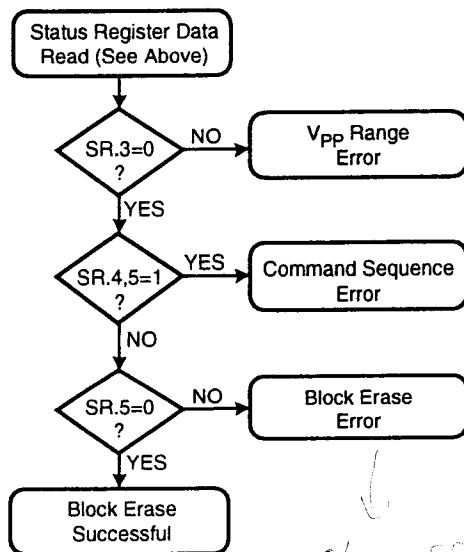 Status Register Data
Read (See Above)
SR.3=0
?
NO
VPP Range
Error
YES
SR.4,5=1
?
YES
Command Sequence
Error
NO
SR.5=0
?
NO
Block Erase
Error
YES
Block Erase
Successful